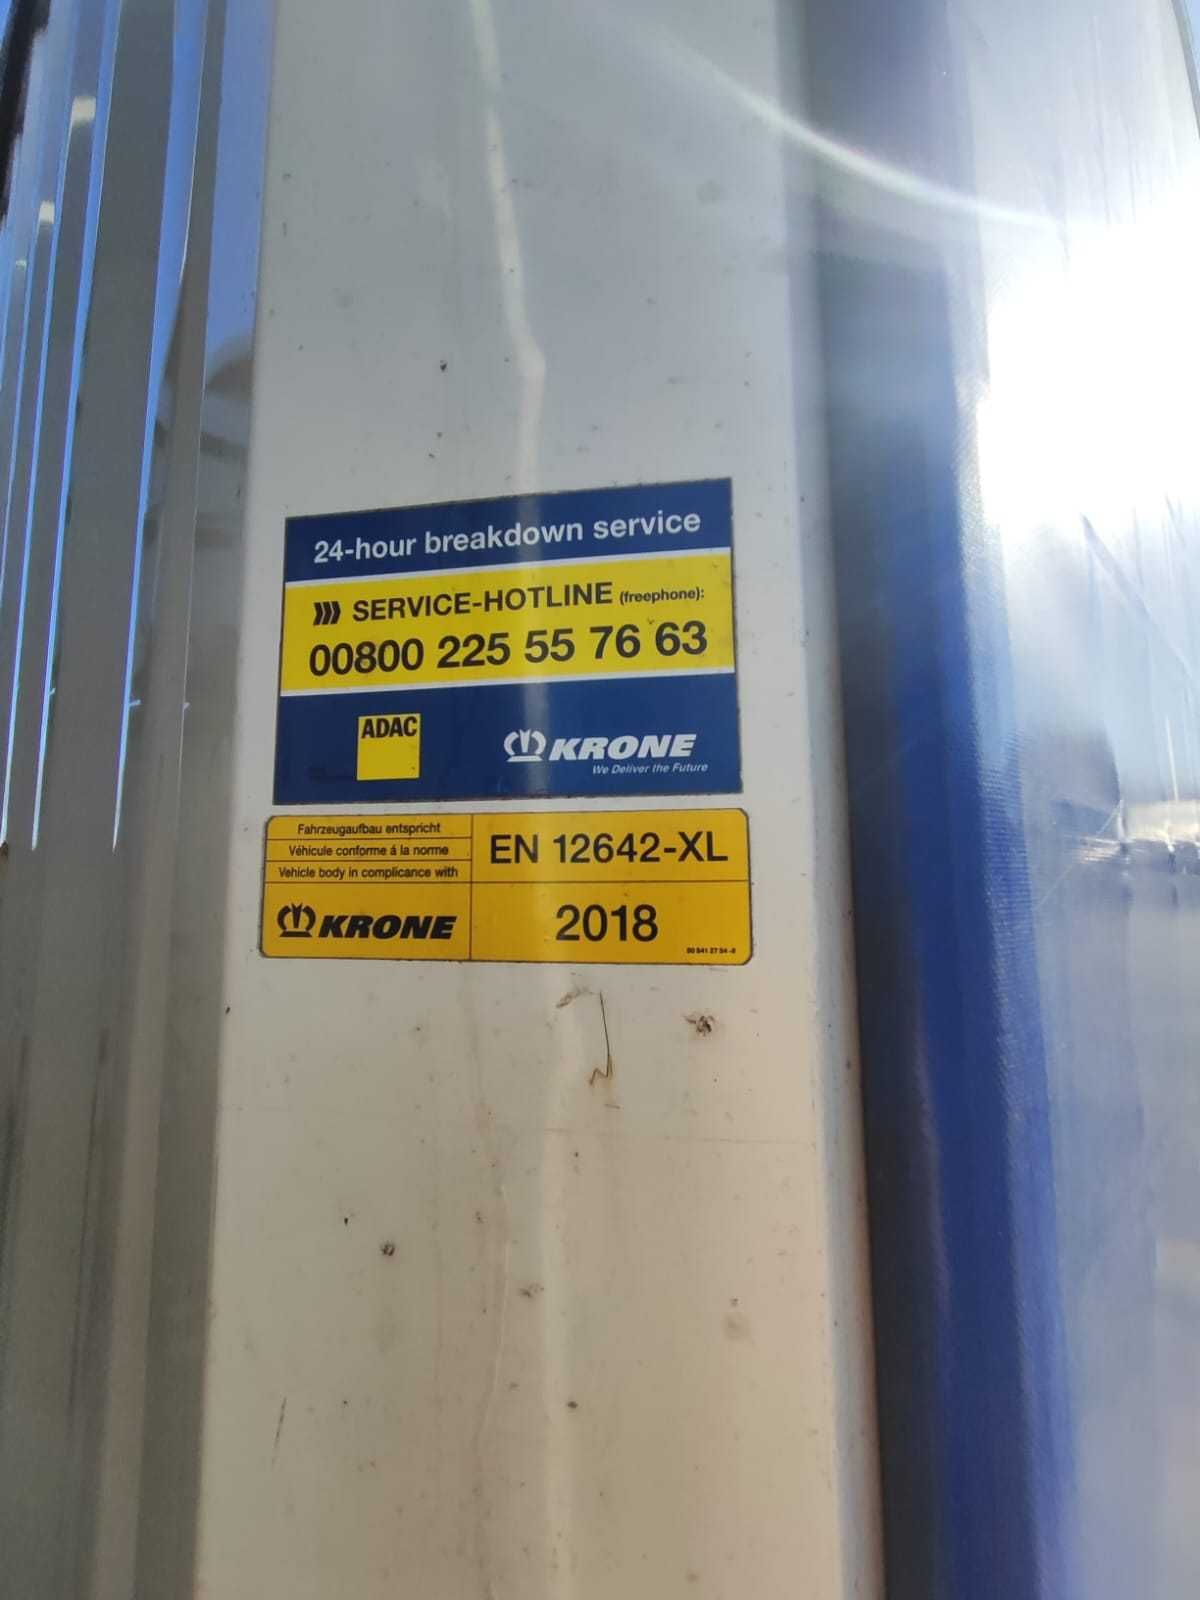 24-hour breakdown service
SERVICE-HOTLINE (freephone):
00800 225 55 76 63
ADAC
KRONE
We Deliver the Future
Fahrzeugaufbau entspricht
Véhicule conforme á la norme
Vehicle body in complicance with
EN 12642-XL
KRONE
2018